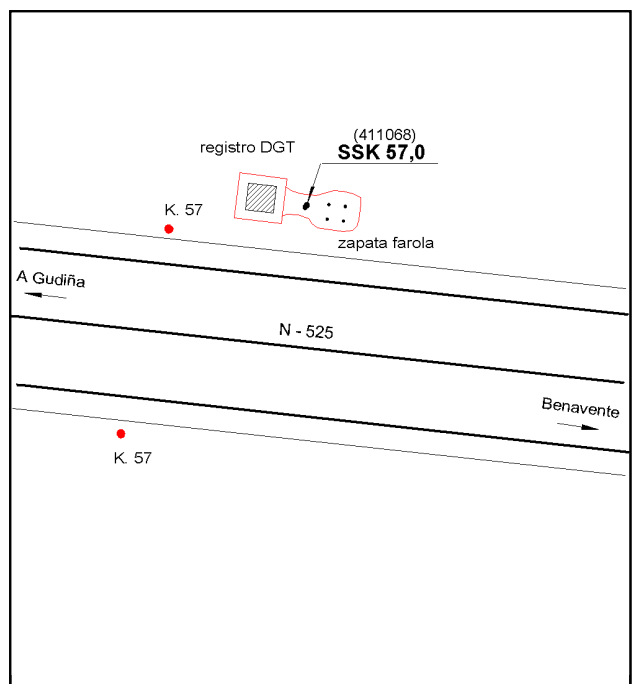 (411068)
registro DGT
SSK 57,0
K. 57
zapata farola
A Gudiña
N - 525
Benavente
K. 57